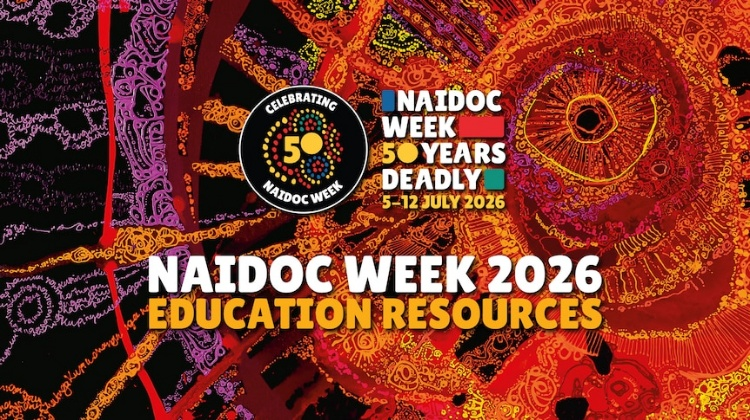 CELEBRATING
50
NAIDOC WEEK
NAIDOC
WEEK
50 YEARS
DEADLY
5-12 JULY 2026
NAIDOC WEEK 2026
EDUCATION RESOURCES